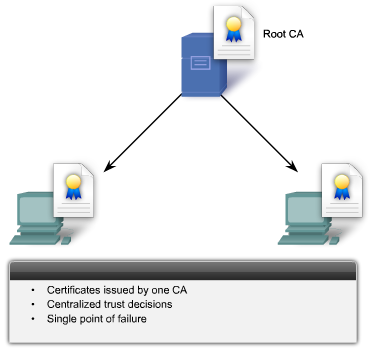 Root CA
• Certificates issued by one CA
• Centralized trust decisions
• Single point of failure